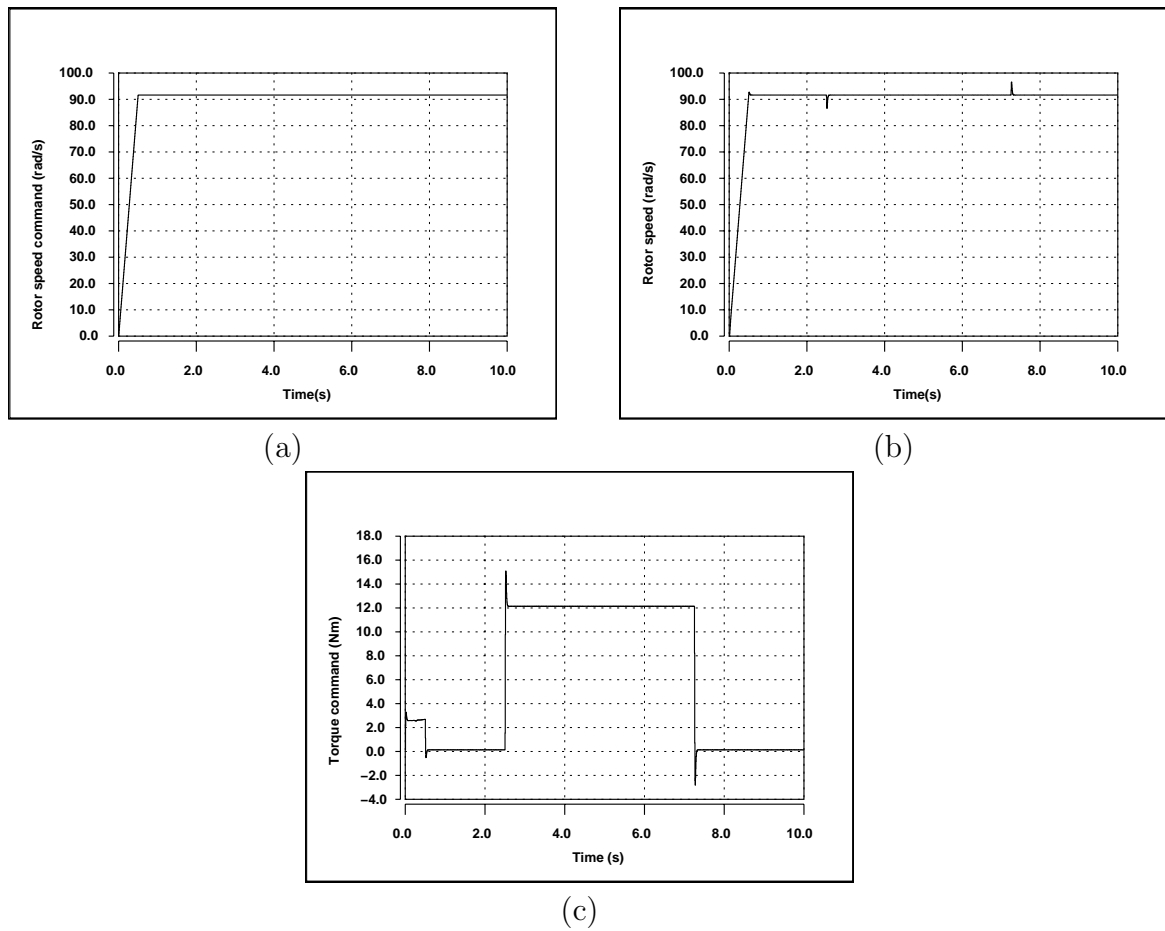 100.0
90.0
80.0
70.0
60.0
50.0
40.0
30.0
20.0
10.0
0.0
Rotor speed command (rad/s)
0.0 2.0 4.0 6.0 8.0 10.0
Time(s)
(a)
100.0
90.0
80.0
70.0
60.0
50.0
40.0
30.0
20.0
10.0
0.0
Rotor speed (rad/s)
0.0 2.0 4.0 6.0 8.0 10.0
Time(s)
(b)
18.0
16.0
14.0
12.0
10.0
8.0
6.0
4.0
2.0
0.0
−2.0
−4.0
Torque command (Nm)
0.0 2.0 4.0 6.0 8.0 10.0
Time (s)
(c)